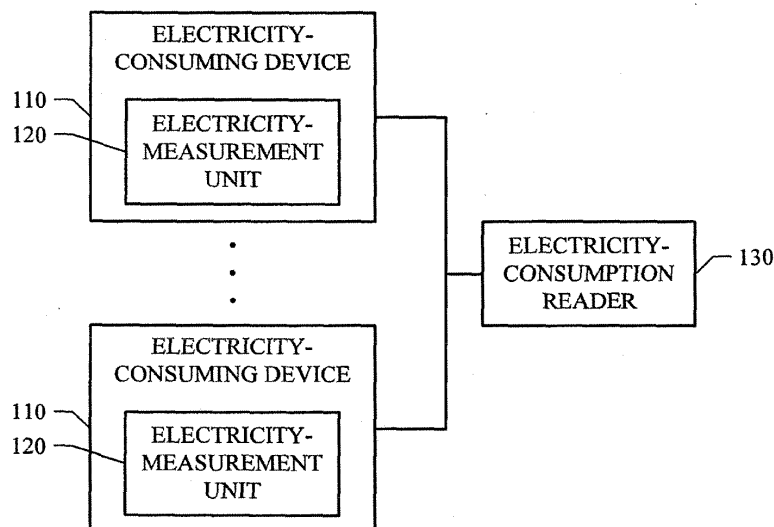 ELECTRICITY-
CONSUMING DEVICE
110
120
ELECTRICITY-
MEASUREMENT
UNIT
ELECTRICITY-
CONSUMPTION
READER
130
ELECTRICITY-
CONSUMING DEVICE
110
120
ELECTRICITY-
MEASUREMENT
UNIT